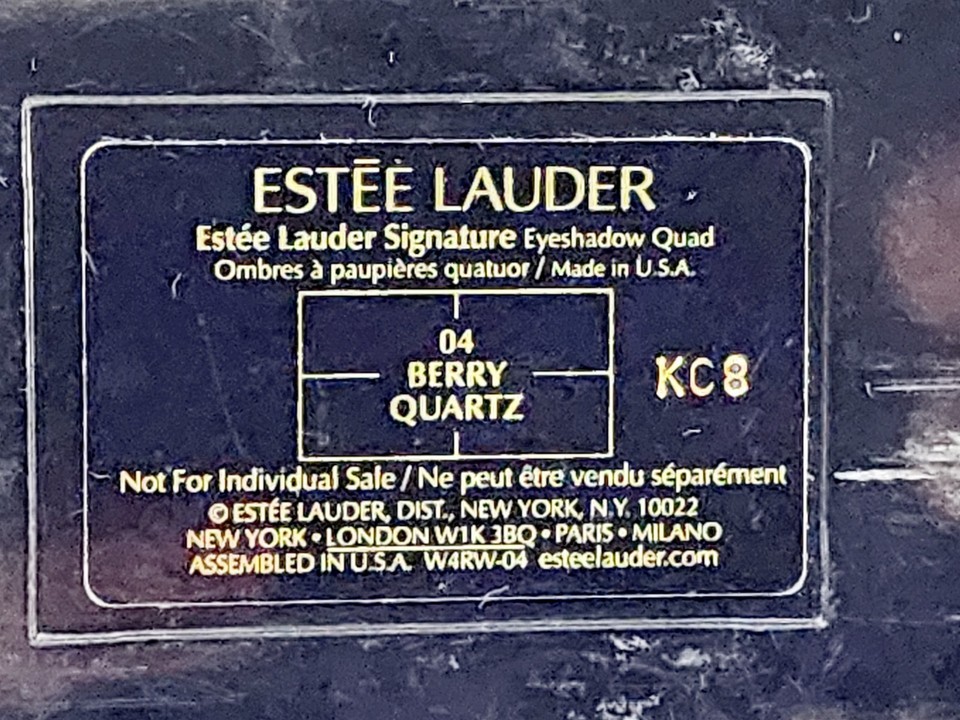 ESTĒE LAUDER
Estée Lauder Signature Eyeshadow Quad
Ombres à paupières quatuor / Made in U.S.A.
04
BERRY
QUARTZ
KC8
Not For Individual Sale / Ne peut être vendu séparément
© ESTÉE LAUDER, DIST., NEW YORK, N.Y. 10022
NEW YORK • LONDON W1K 3BQ • PARIS • MILANO
ASSEMBLED IN U.S.A. W4RW-04 esteelauder.com